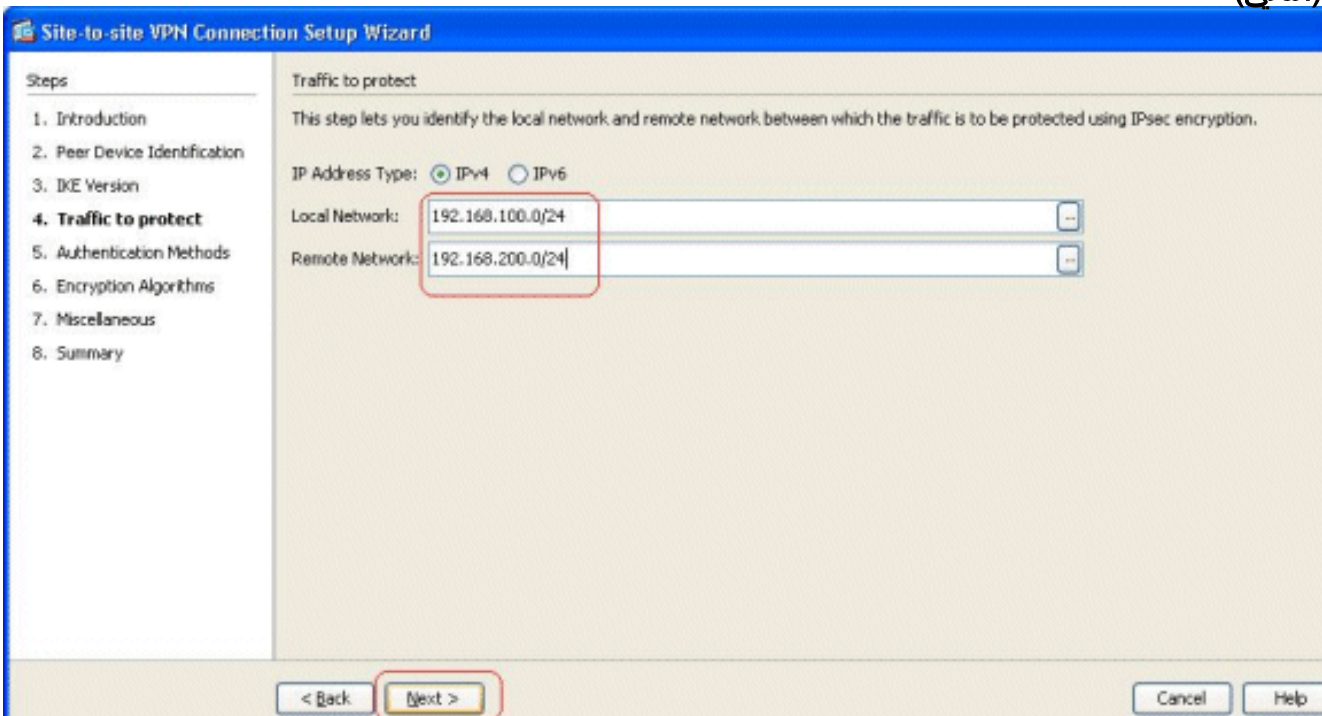 Site-to-site VPN Connection Setup Wizard
Steps
1. Introduction
2. Peer Device Identification
3. IKE Version
4. Traffic to protect
5. Authentication Methods
6. Encryption Algorithms
7. Miscellaneous
8. Summary
Traffic to protect
This step lets you identify the local network and remote network between which the traffic is to be protected using IPsec encryption.
IP Address Type: IPv4 IPv6
Local Network: 192.168.100.0/24 ...
Remote Network: 192.168.200.0/24 ...
< Back Next > Cancel Help